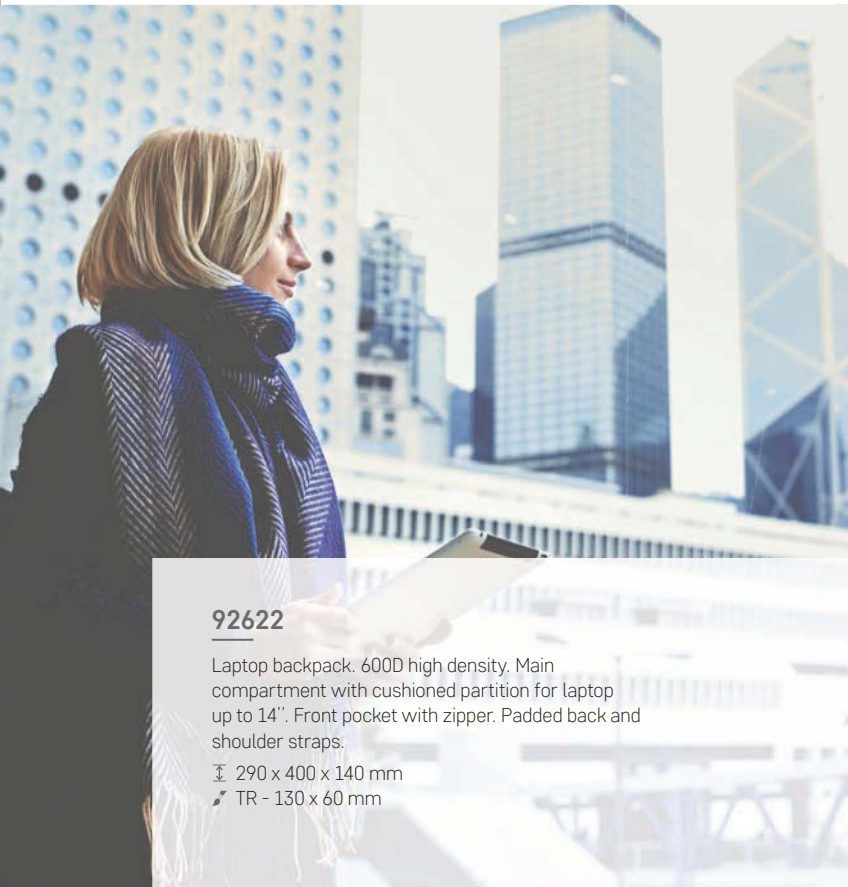 92622
Laptop backpack. 600D high density. Main
compartment with cushioned partition for laptop
up to 14''. Front pocket with zipper. Padded back and
shoulder straps.
290 x 400 x 140 mm
TR - 130 x 60 mm